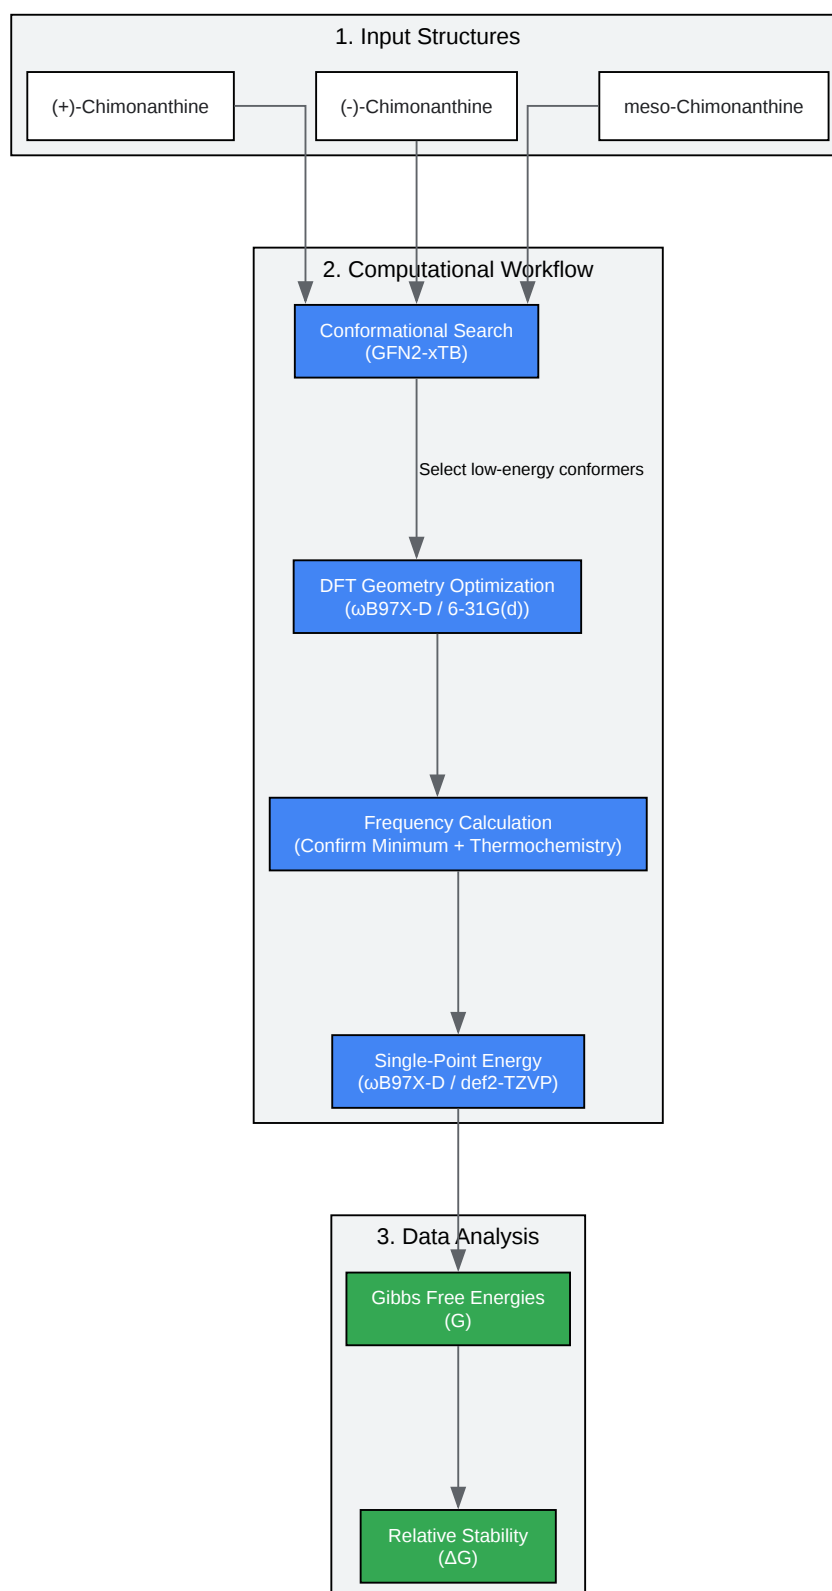 1. Input Structures
(+)-Chimonanthine
(-)-Chimonanthine
meso-Chimonanthine
2. Computational Workflow
Conformational Search
(GFN2-xTB)
Select low-energy conformers
DFT Geometry Optimization
(ωB97X-D / 6-31G(d))
Frequency Calculation
(Confirm Minimum + Thermochemistry)
Single-Point Energy
(ωB97X-D / def2-TZVP)
3. Data Analysis
Gibbs Free Energies
(G)
Relative Stability
(ΔG)